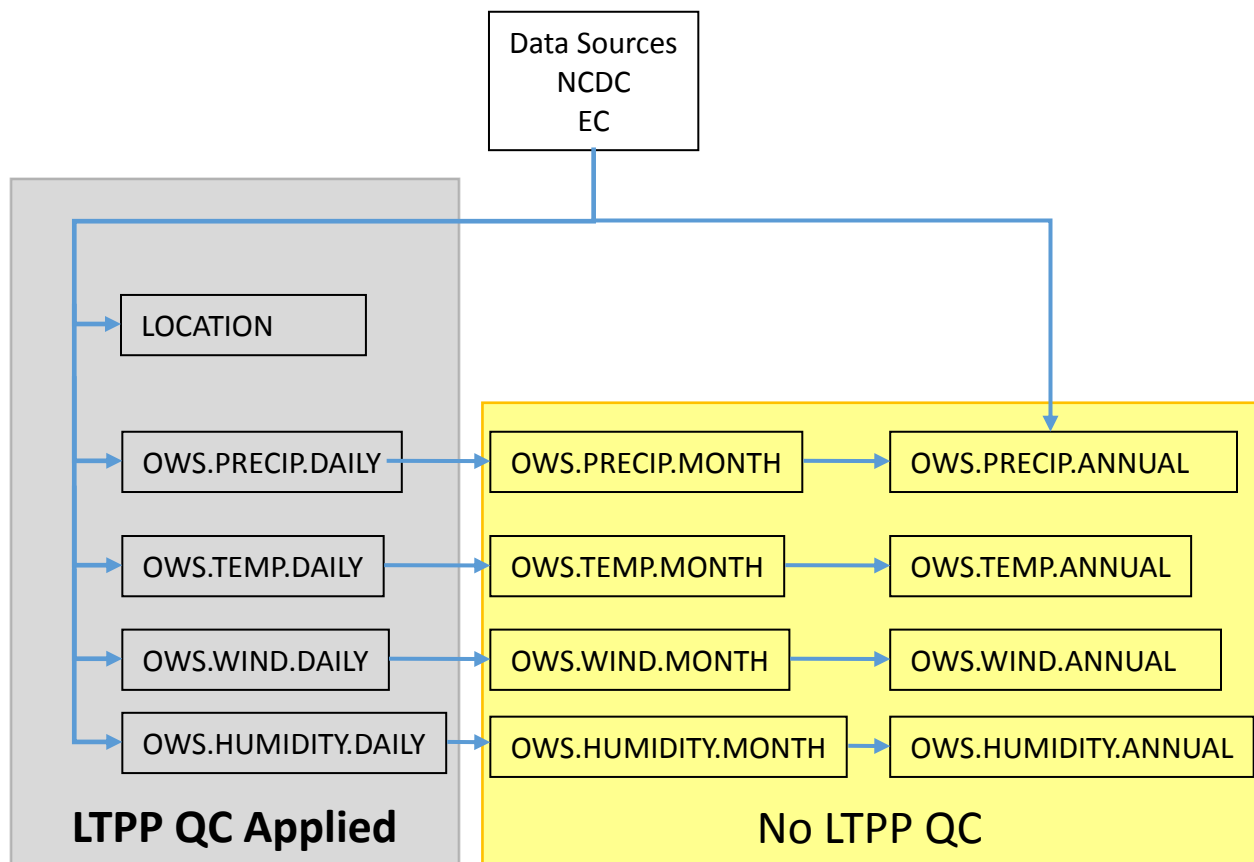 Data Sources
NCDC
EC
LOCATION
OWS.PRECIP.DAILY
OWS.PRECIP.MONTH
OWS.PRECIP.ANNUAL
OWS.TEMP.DAILY
OWS.TEMP.MONTH
OWS.TEMP.ANNUAL
OWS.WIND.DAILY
OWS.WIND.MONTH
OWS.WIND.ANNUAL
OWS.HUMIDITY.DAILY
OWS.HUMIDITY.MONTH
OWS.HUMIDITY.ANNUAL
LTPP QC Applied
No LTPP QC